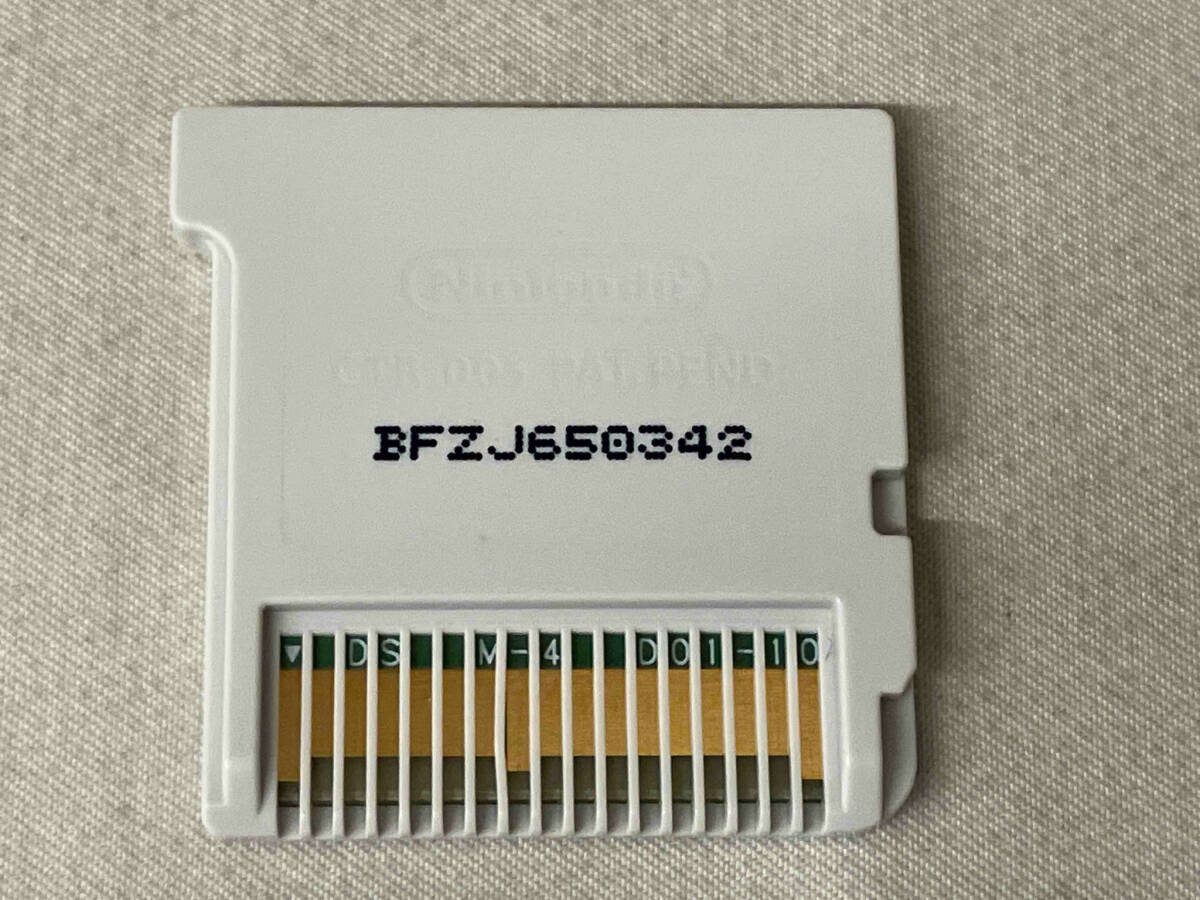 Nintendo
CTR-005 PAT.PEND
BFZJ650342
▼ DS M-4 D01-10